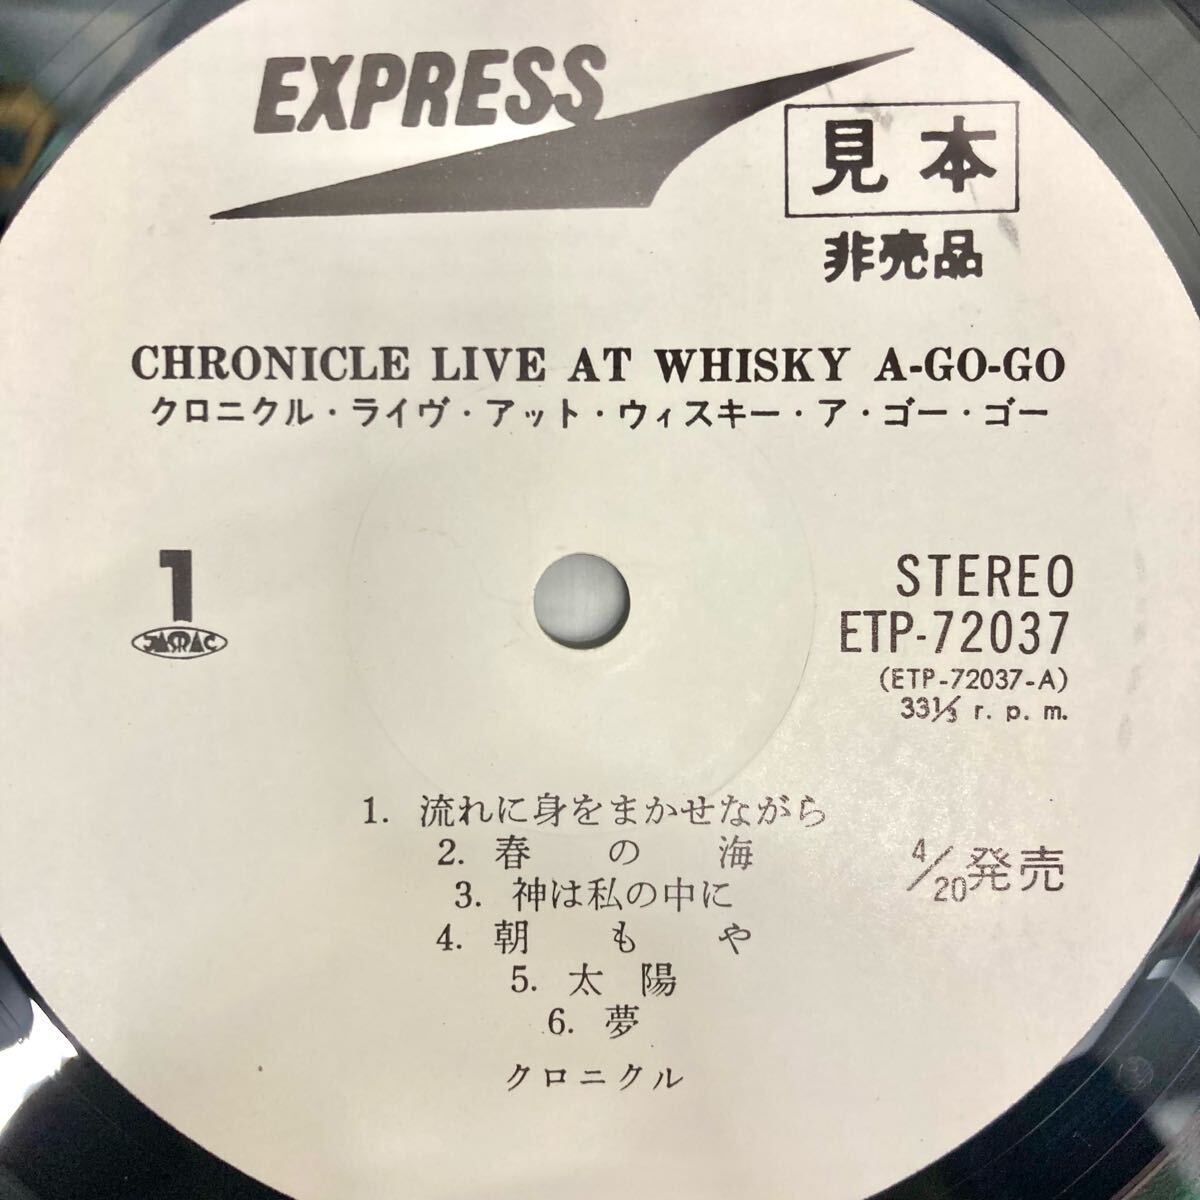 EXPRESS
見本
非売品
CHRONICLE LIVE AT WHISKY A-GO-GO
クロニクル・ライヴ・アット・ウィスキー・ア・ゴー・ゴー
1
JASRAC
STEREO
ETP-72037
(ETP-72037-A)
33⅓ r. p. m.
1. 流れに身をまかせながら
2. 春の海
3. 神は私の中に
4. 朝もや
5. 太陽
6. 夢
4/20発売
クロニクル